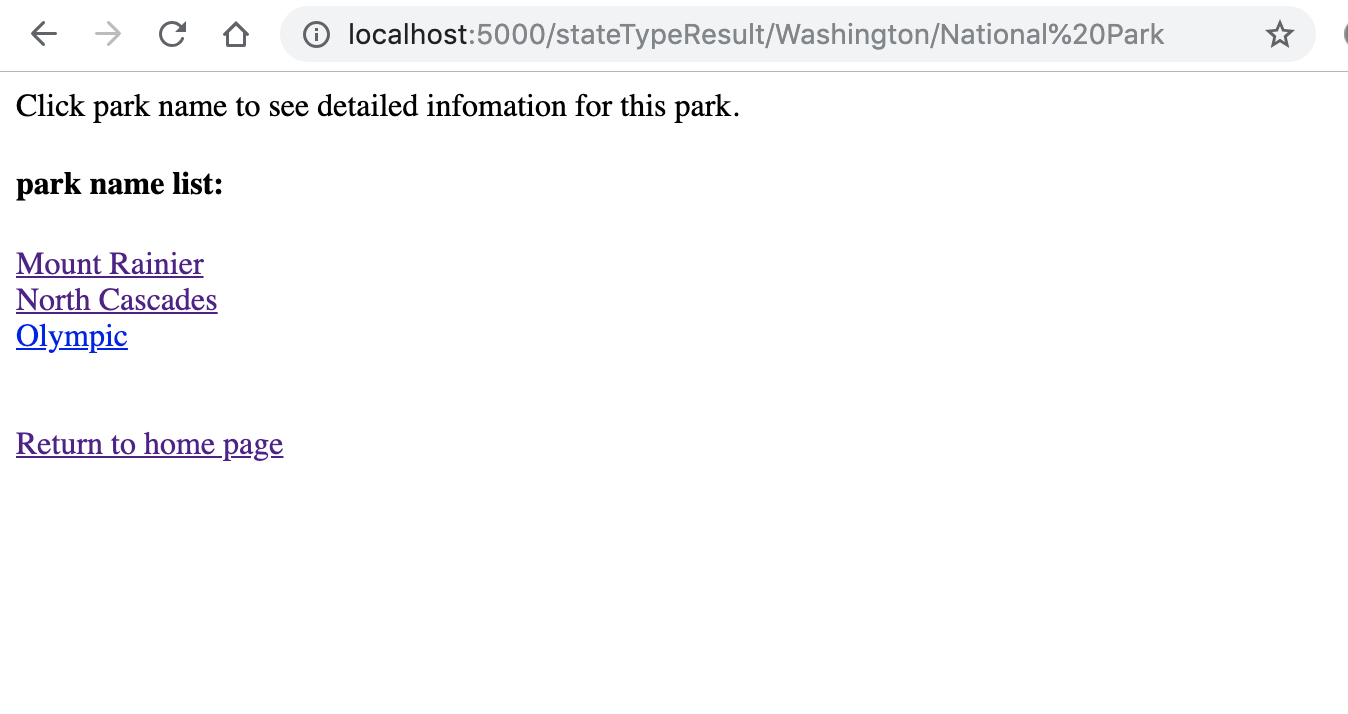 localhost:5000/stateTypeResult/Washington/National%20Park
Click park name to see detailed infomation for this park.
park name list:
Mount Rainier
North Cascades
Olympic
Return to home page